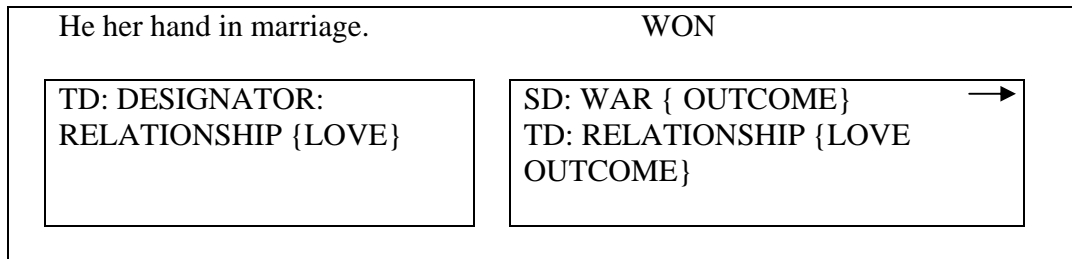 He her hand in marriage. WON
TD: DESIGNATOR:
RELATIONSHIP {LOVE}
SD: WAR { OUTCOME}
TD: RELATIONSHIP {LOVE
OUTCOME}